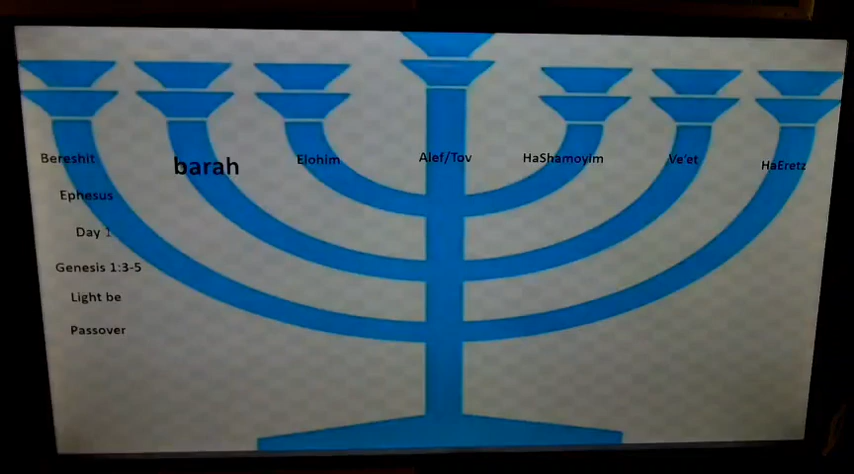 Bereshit barah Elohim Alef/Tov HaShamoyim Ve'et HaEretz
Ephesus
Day 1
Genesis 1:3-5
Light be
Passover